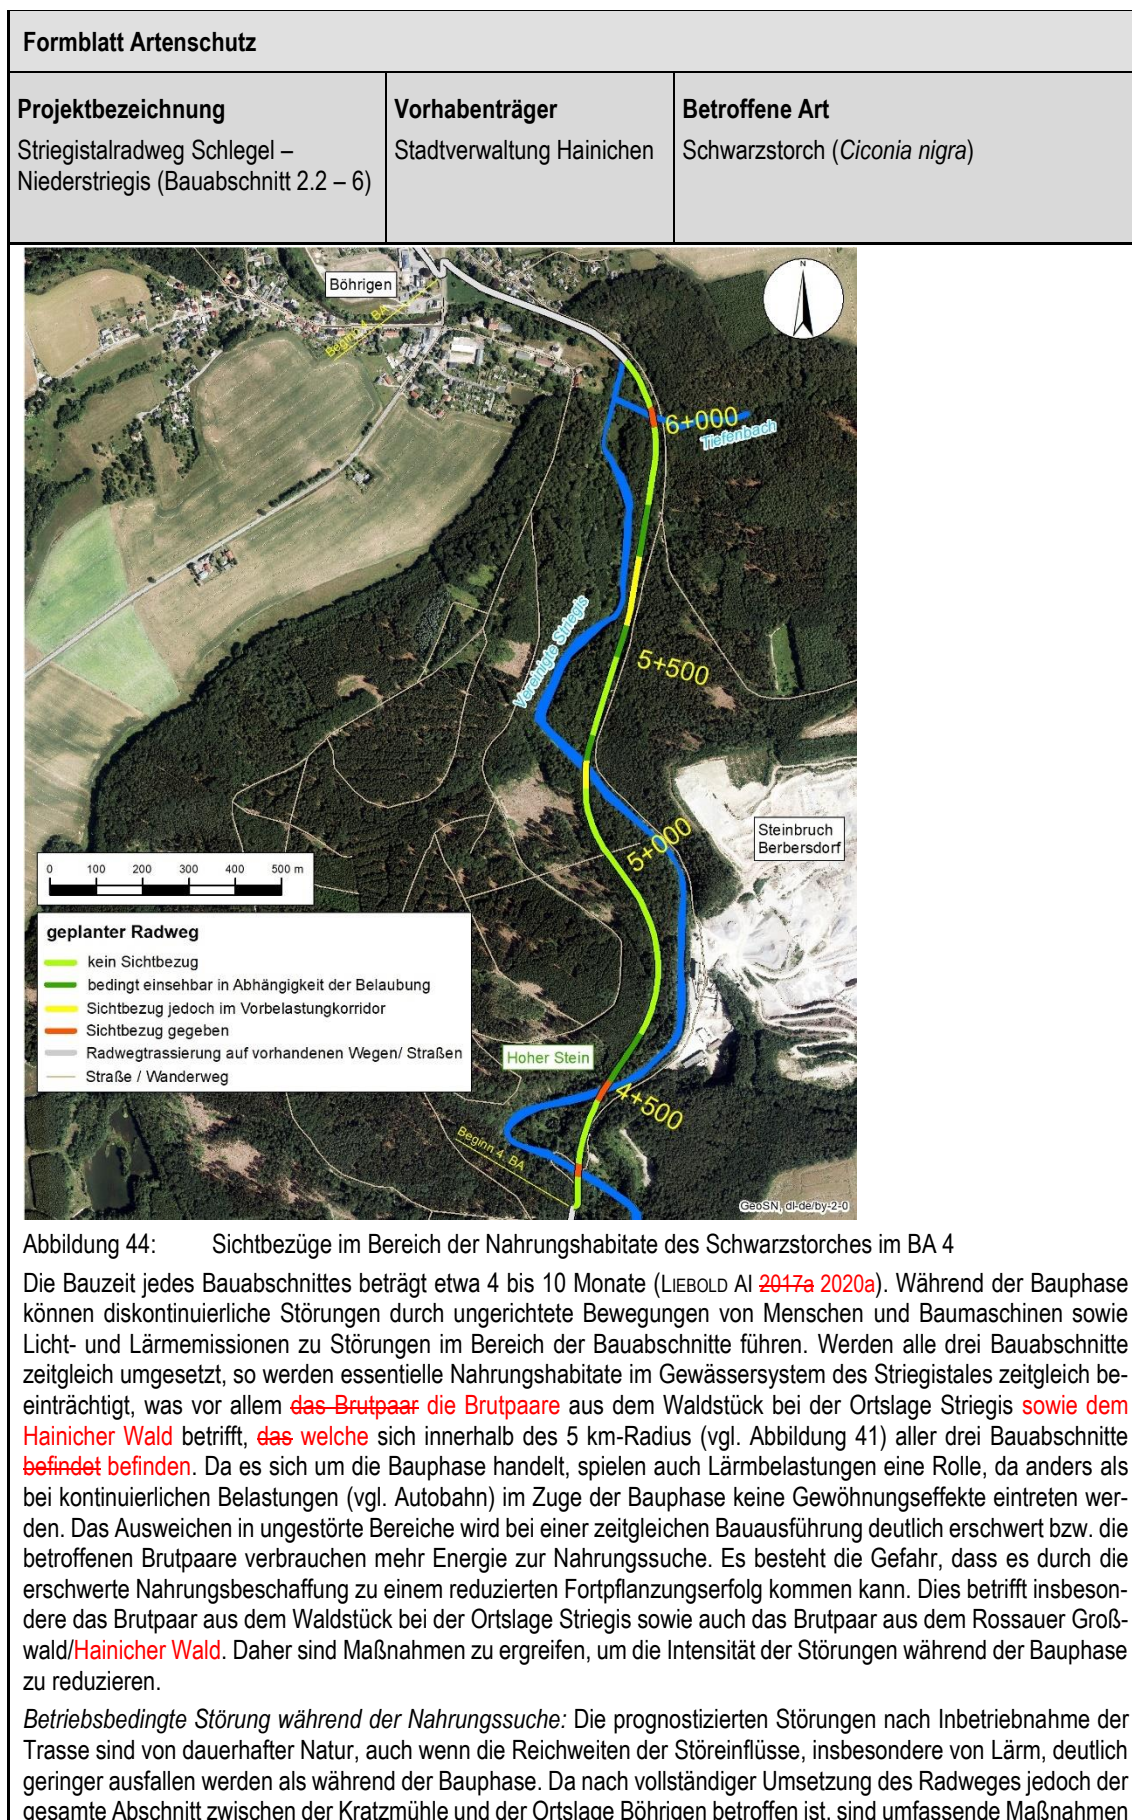 Formblatt Artenschutz
Projektbezeichnung
Striegistalradweg Schlegel –
Niederstriegis (Bauabschnitt 2.2 – 6)
Vorhabenträger
Stadtverwaltung Hainichen
Betroffene Art
Schwarzstorch (Ciconia nigra)
Böhrigen
N
Beginn 4. BA
6+000
Tiefenbach
Vereinigte Striegis
5+500
5+000
Steinbruch
Berbersdorf
0 100 200 300 400 500 m
geplanter Radweg
kein Sichtbezug
bedingt einsehbar in Abhängigkeit der Belaubung
Sichtbezug jedoch im Vorbelastungkorridor
Sichtbezug gegeben
Radwegtrassierung auf vorhandenen Wegen/ Straßen
Straße / Wanderweg
Hoher Stein
4+500
Beginn 4. BA
GeoSN, dl-de/by-2-0
Abbildung 44: Sichtbezüge im Bereich der Nahrungshabitate des Schwarzstorches im BA 4
Die Bauzeit jedes Bauabschnittes beträgt etwa 4 bis 10 Monate (LIEBOLD AI 2017a 2020a). Während der Bauphase
können diskontinuierliche Störungen durch ungerichtete Bewegungen von Menschen und Baumaschinen sowie
Licht- und Lärmemissionen zu Störungen im Bereich der Bauabschnitte führen. Werden alle drei Bauabschnitte
zeitgleich umgesetzt, so werden essentielle Nahrungshabitate im Gewässersystem des Striegistales zeitgleich be-
einträchtigt, was vor allem das Brutpaar die Brutpaare aus dem Waldstück bei der Ortslage Striegis sowie dem
Hainicher Wald betrifft, das welche sich innerhalb des 5 km-Radius (vgl. Abbildung 41) aller drei Bauabschnitte
befindet befinden. Da es sich um die Bauphase handelt, spielen auch Lärmbelastungen eine Rolle, da anders als
bei kontinuierlichen Belastungen (vgl. Autobahn) im Zuge der Bauphase keine Gewöhnungseffekte eintreten wer-
den. Das Ausweichen in ungestörte Bereiche wird bei einer zeitgleichen Bauausführung deutlich erschwert bzw. die
betroffenen Brutpaare verbrauchen mehr Energie zur Nahrungssuche. Es besteht die Gefahr, dass es durch die
erschwerte Nahrungsbeschaffung zu einem reduzierten Fortpflanzungserfolg kommen kann. Dies betrifft insbeson-
dere das Brutpaar aus dem Waldstück bei der Ortslage Striegis sowie auch das Brutpaar aus dem Rossauer Groß-
wald/Hainicher Wald. Daher sind Maßnahmen zu ergreifen, um die Intensität der Störungen während der Bauphase
zu reduzieren.
Betriebsbedingte Störung während der Nahrungssuche: Die prognostizierten Störungen nach Inbetriebnahme der
Trasse sind von dauerhafter Natur, auch wenn die Reichweiten der Störeinflüsse, insbesondere von Lärm, deutlich
geringer ausfallen werden als während der Bauphase. Da nach vollständiger Umsetzung des Radweges jedoch der
gesamte Abschnitt zwischen der Kratzmühle und der Ortslage Böhrigen betroffen ist, sind umfassende Maßnahmen